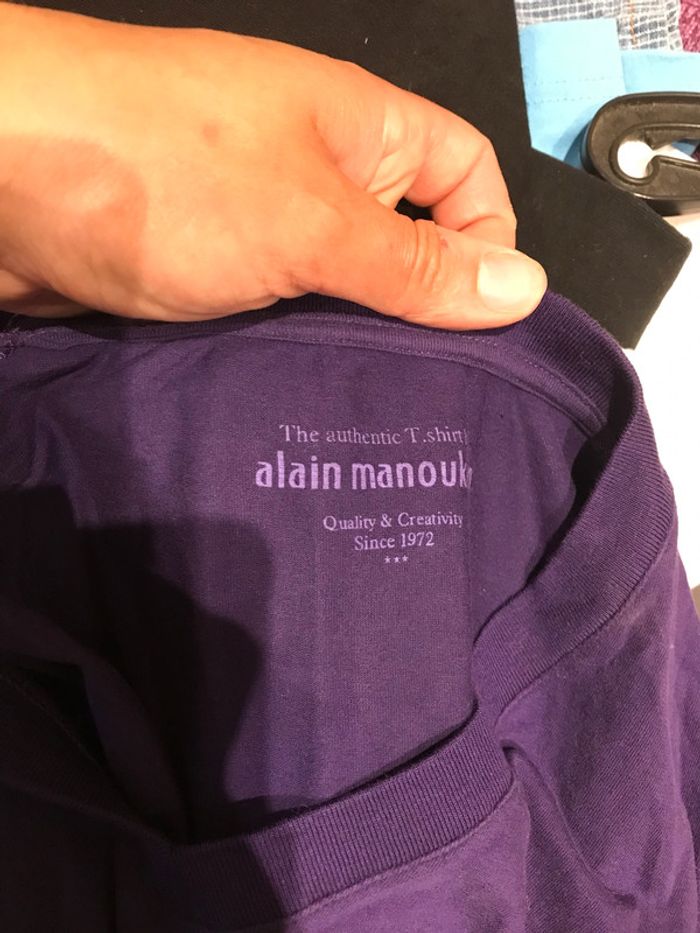 The authentic T.shirt
alain manouk
Quality & Creativity
Since 1972
***